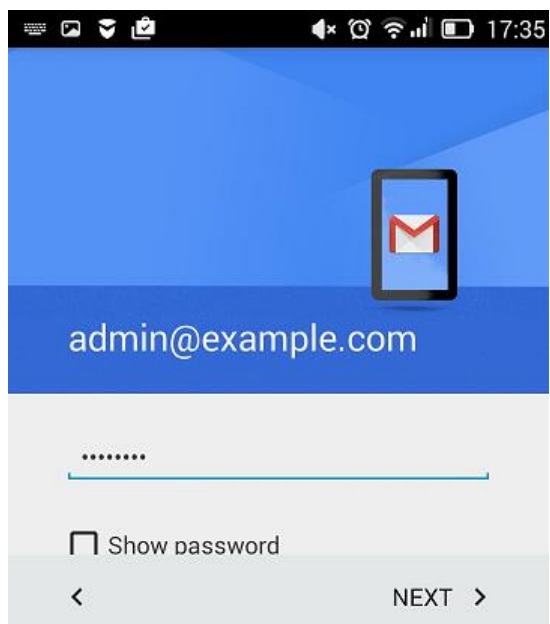 17:35
admin@example.com
••••••••
Show password
NEXT